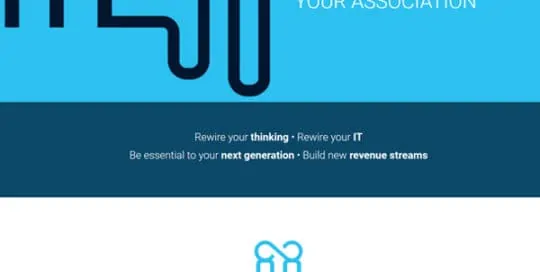 YOUR ASSOCIATION
Rewire your thinking • Rewire your IT
Be essential to your next generation • Build new revenue streams